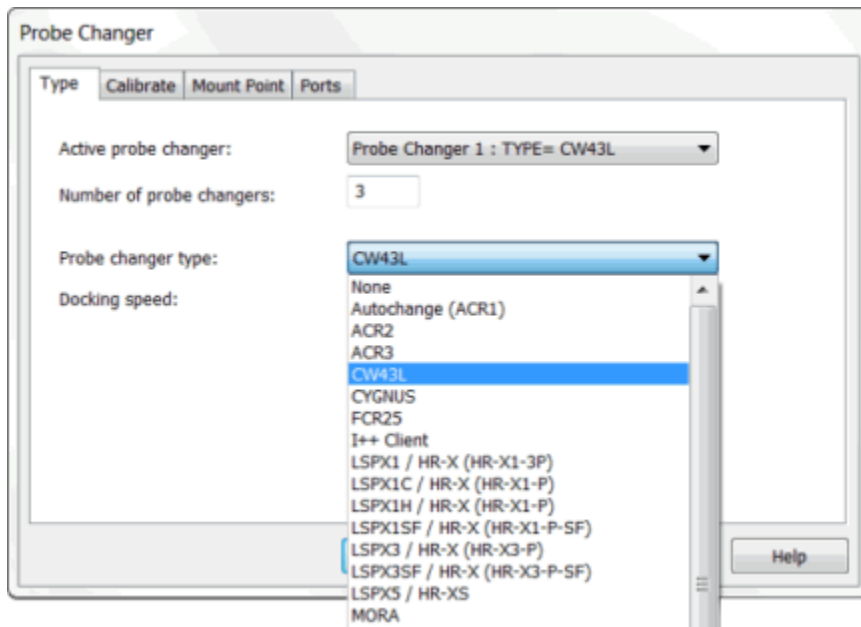 Probe Changer
Type Calibrate Mount Point Ports
Active probe changer: Probe Changer 1 : TYPE= CW43L
Number of probe changers: 3
Probe changer type: CW43L
Docking speed:
None
Autochange (ACR1)
ACR2
ACR3
CW43L
CYGNUS
FCR25
I++ Client
LSPX1 / HR-X (HR-X1-3P)
LSPX1C / HR-X (HR-X1-P)
LSPX1H / HR-X (HR-X1-P)
LSPX1SF / HR-X (HR-X1-P-SF)
LSPX3 / HR-X (HR-X3-P)
LSPX3SF / HR-X (HR-X3-P-SF)
LSPX5 / HR-XS
MORA
Help